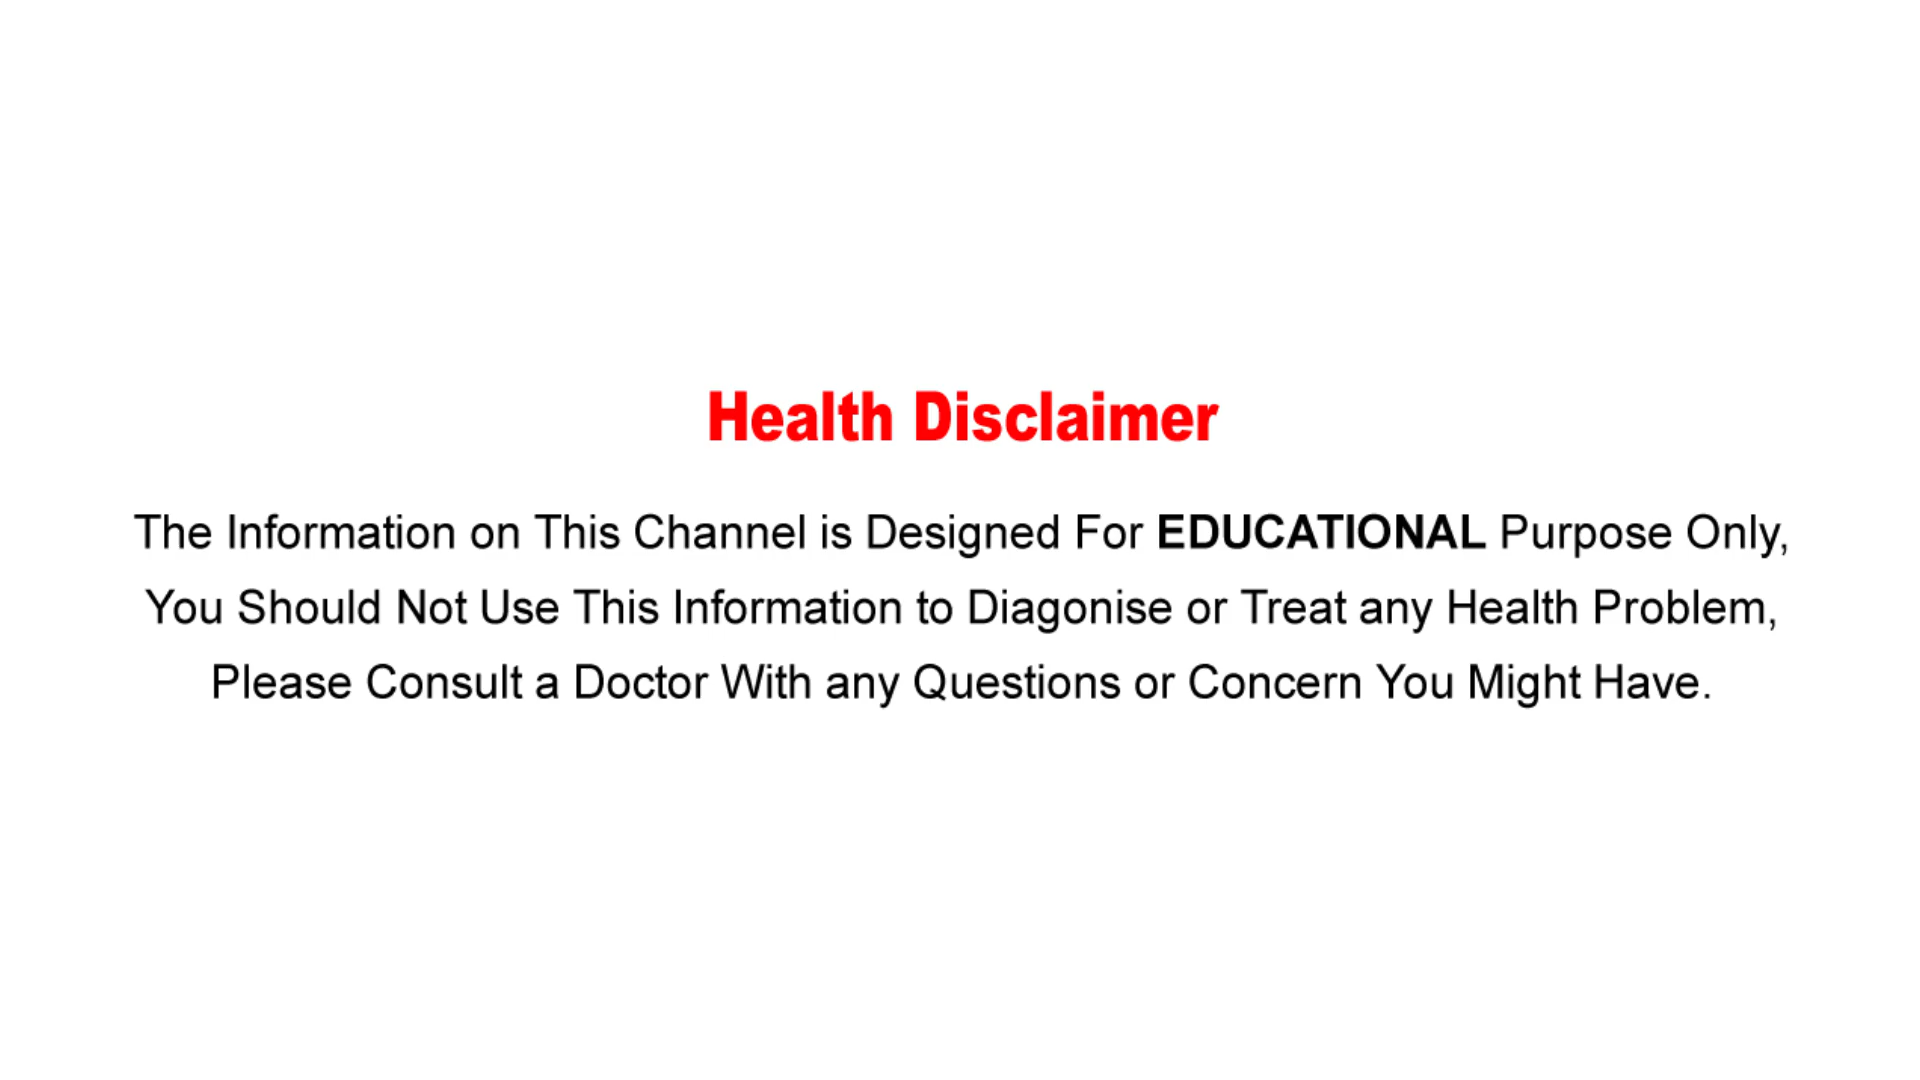 Health Disclaimer
The Information on This Channel is Designed For EDUCATIONAL Purpose Only,
You Should Not Use This Information to Diagonise or Treat any Health Problem,
Please Consult a Doctor With any Questions or Concern You Might Have.